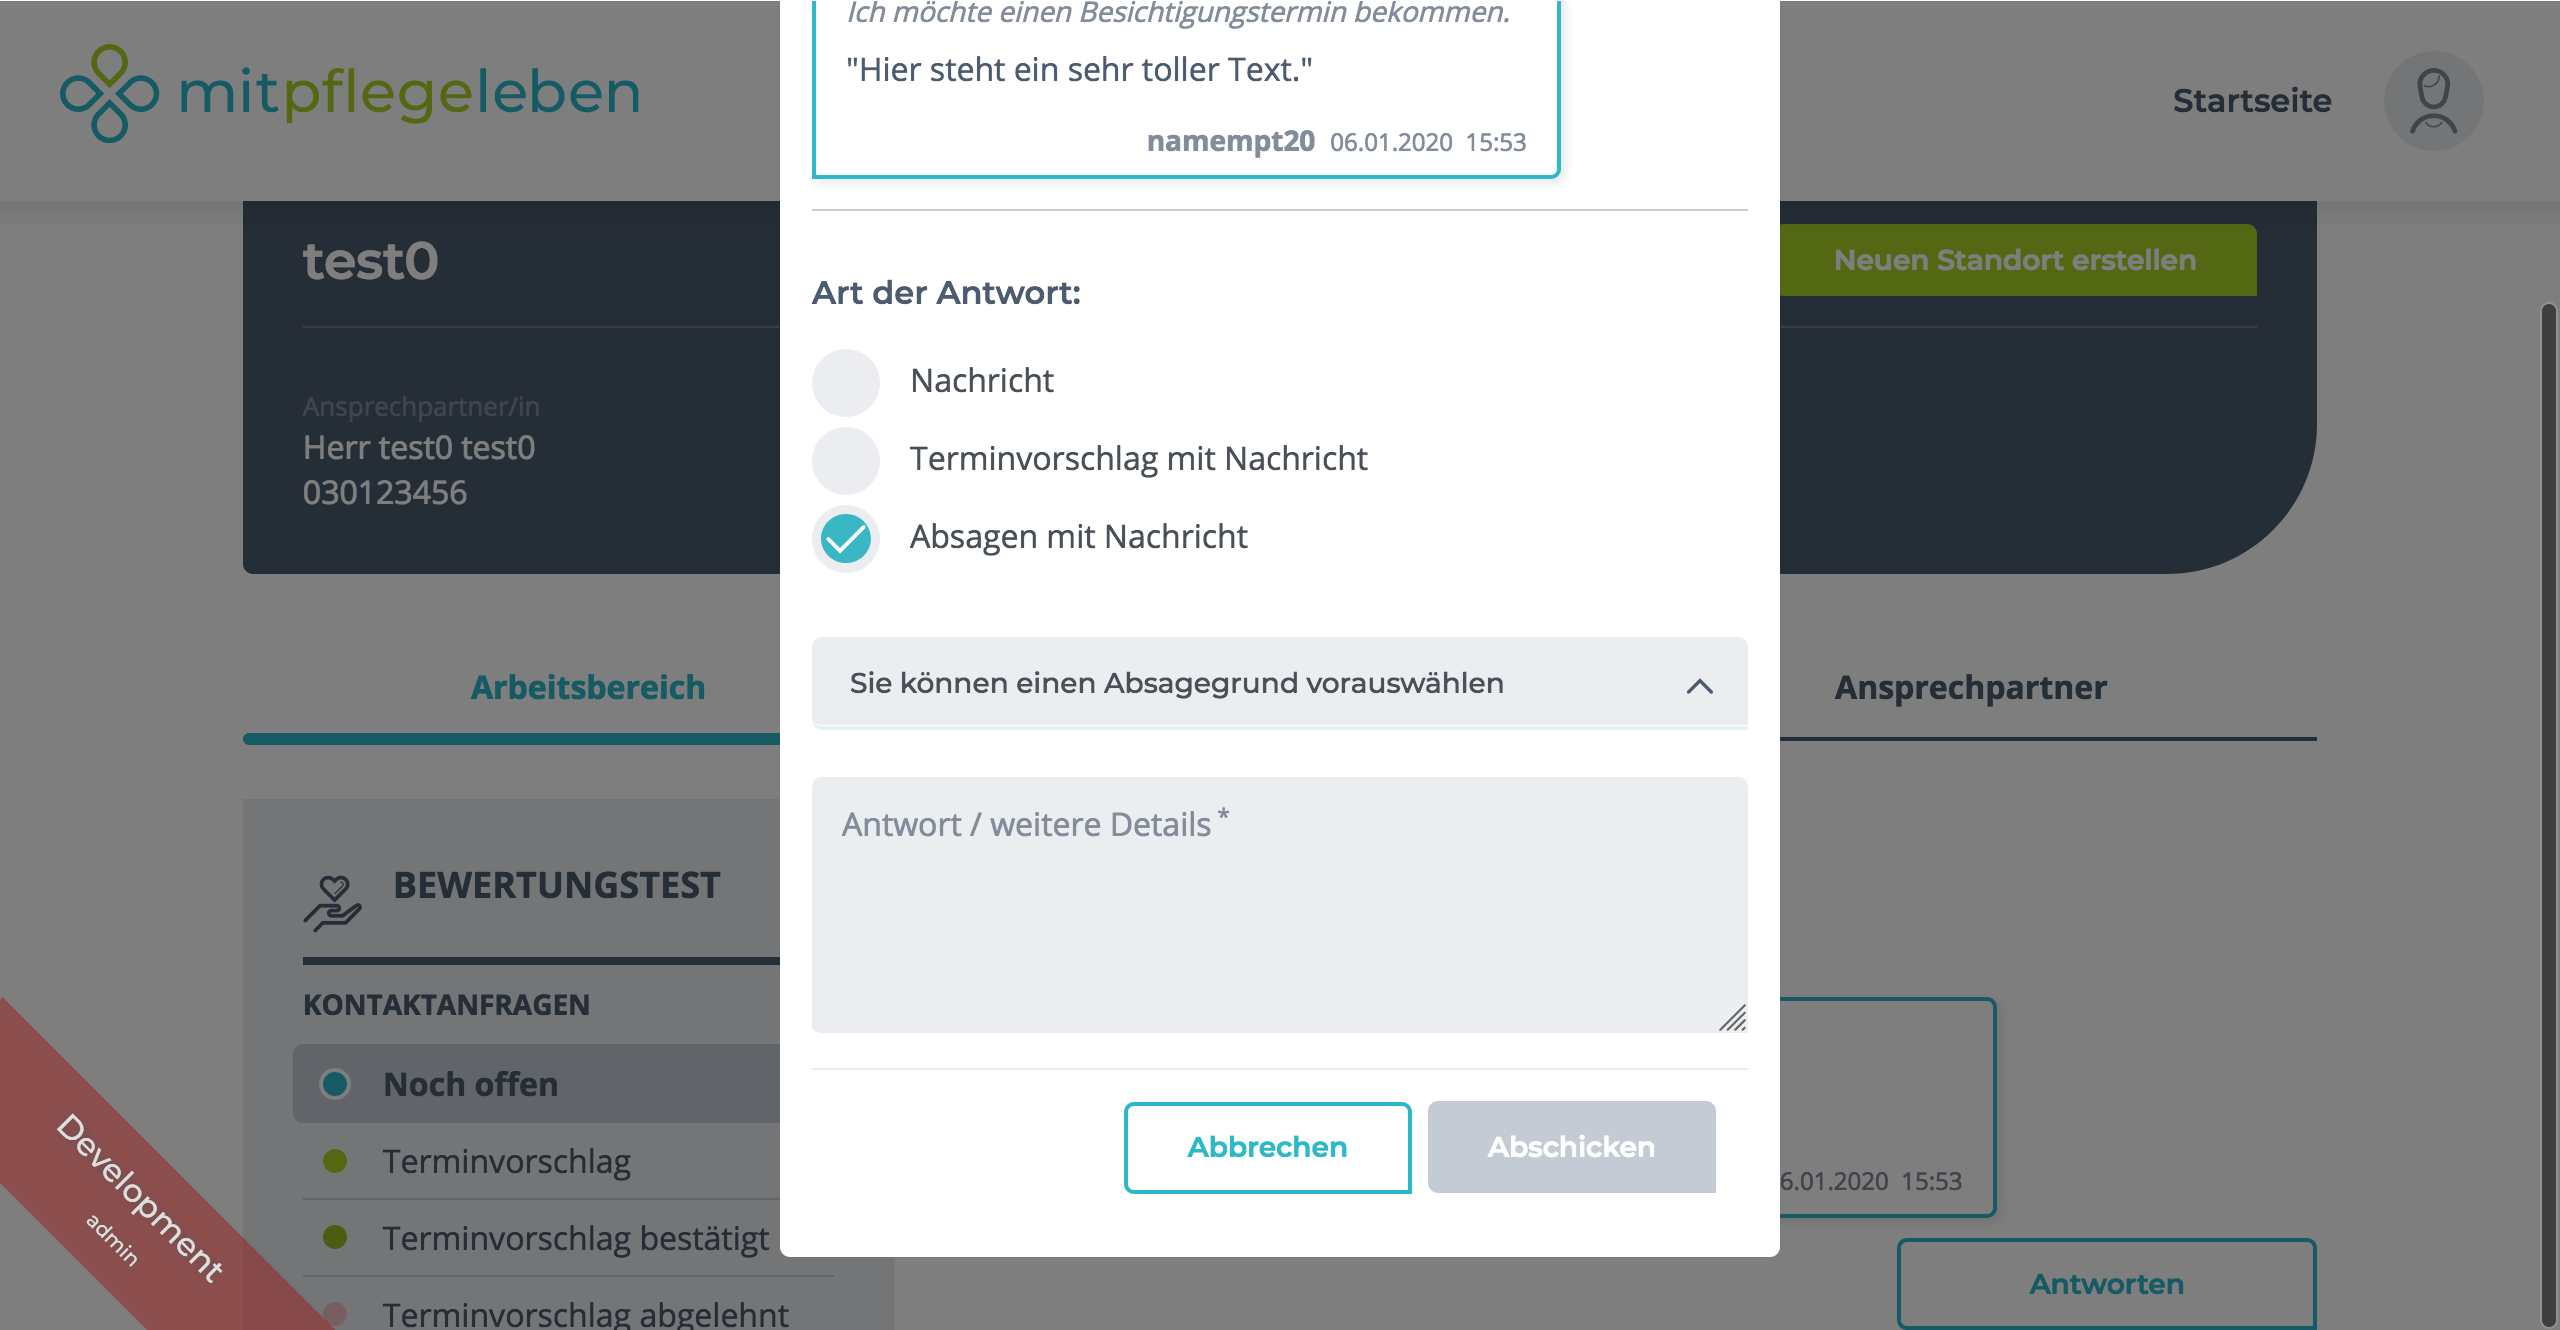 Ich möchte einen Besichtigungstermin bekommen.
"Hier steht ein sehr toller Text."
namempt20 06.01.2020 15:53
mitpflegeleben
Startseite
test0
Neuen Standort erstellen
Ansprechpartner/in
Herr test0 test0
030123456
Art der Antwort:
Nachricht
Terminvorschlag mit Nachricht
Absagen mit Nachricht
Arbeitsbereich
Sie können einen Absagegrund vorauswählen
Ansprechpartner
Antwort / weitere Details *
BEWERTUNGSTEST
KONTAKTANFRAGEN
Noch offen
Terminvorschlag
Terminvorschlag bestätigt
Terminvorschlag abgelehnt
Abbrechen
Abschicken
6.01.2020 15:53
Antworten
Development
admin